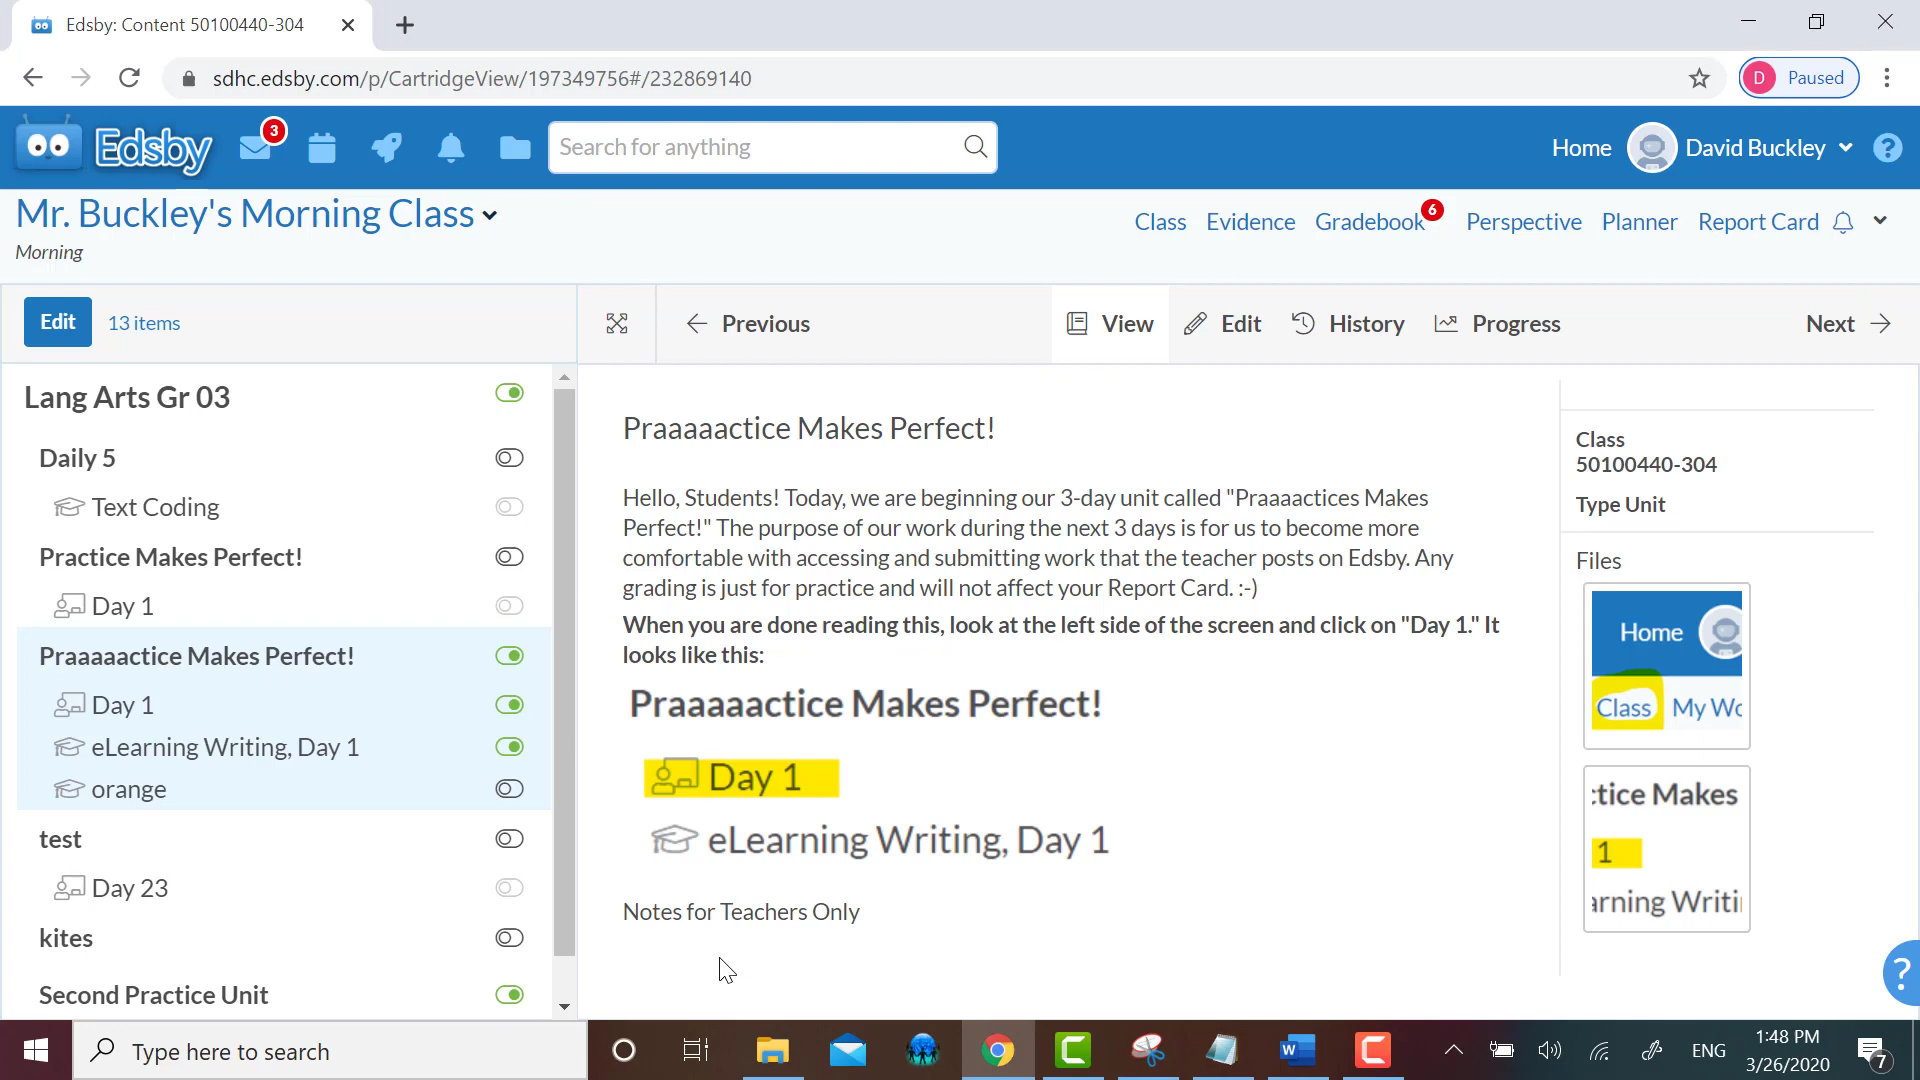 Edsby: Content 50100440-304
sdhc.edsby.com/p/CartridgeView/197349756#/232869140
D Paused
Edsby
3
Search for anything
Home
David Buckley
?
Mr. Buckley's Morning Class
Morning
Class Evidence Gradebook 6 Perspective Planner Report Card
Edit 13 items
Previous View Edit History Progress Next
Lang Arts Gr 03
Daily 5
Text Coding
Practice Makes Perfect!
Day 1
Praaaaactice Makes Perfect!
Day 1
eLearning Writing, Day 1
orange
test
Day 23
kites
Second Practice Unit
Praaaaactice Makes Perfect!
Hello, Students! Today, we are beginning our 3-day unit called "Praaaactices Makes
Perfect!" The purpose of our work during the next 3 days is for us to become more
comfortable with accessing and submitting work that the teacher posts on Edsby. Any
grading is just for practice and will not affect your Report Card. :-)
When you are done reading this, look at the left side of the screen and click on "Day 1." It
looks like this:
Praaaaactice Makes Perfect!
Day 1
eLearning Writing, Day 1
Notes for Teachers Only
Class
50100440-304
Type Unit
Files
Home
Class My Wo
ctice Makes
1
arning Writi
?
Type here to search
ENG
1:48 PM
3/26/2020
7